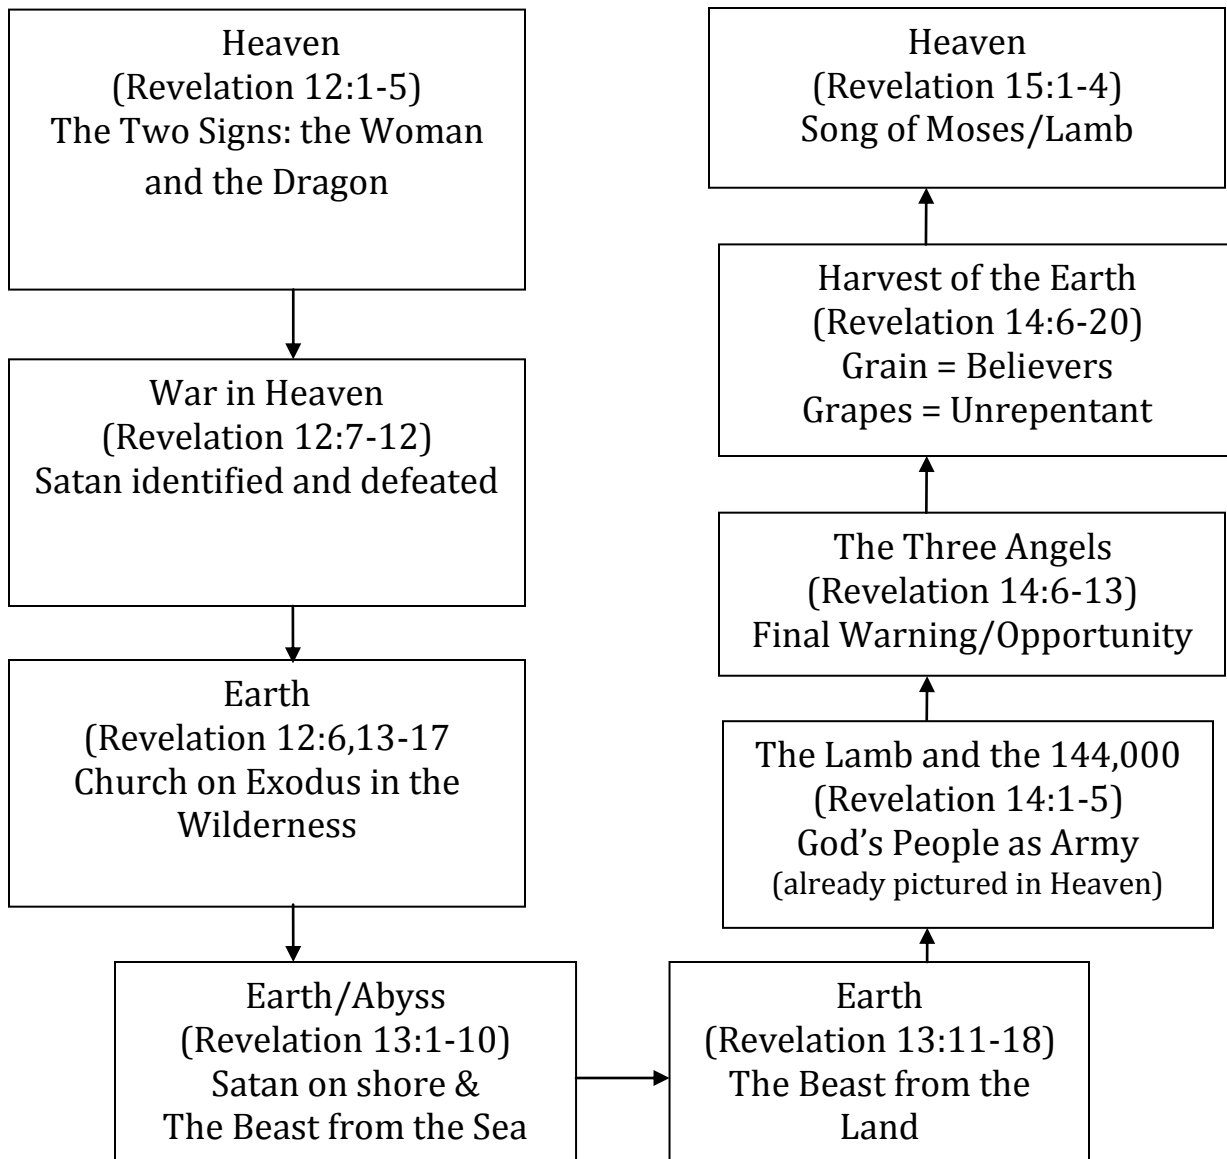 Heaven
(Revelation 12:1-5)
The Two Signs: the Woman
and the Dragon
War in Heaven
(Revelation 12:7-12)
Satan identified and defeated
Earth
(Revelation 12:6,13-17
Church on Exodus in the
Wilderness
Earth/Abyss
(Revelation 13:1-10)
Satan on shore &
The Beast from the Sea
Earth
(Revelation 13:11-18)
The Beast from the
Land
The Lamb and the 144,000
(Revelation 14:1-5)
God’s People as Army
(already pictured in Heaven)
The Three Angels
(Revelation 14:6-13)
Final Warning/Opportunity
Harvest of the Earth
(Revelation 14:6-20)
Grain = Believers
Grapes = Unrepentant
Heaven
(Revelation 15:1-4)
Song of Moses/Lamb